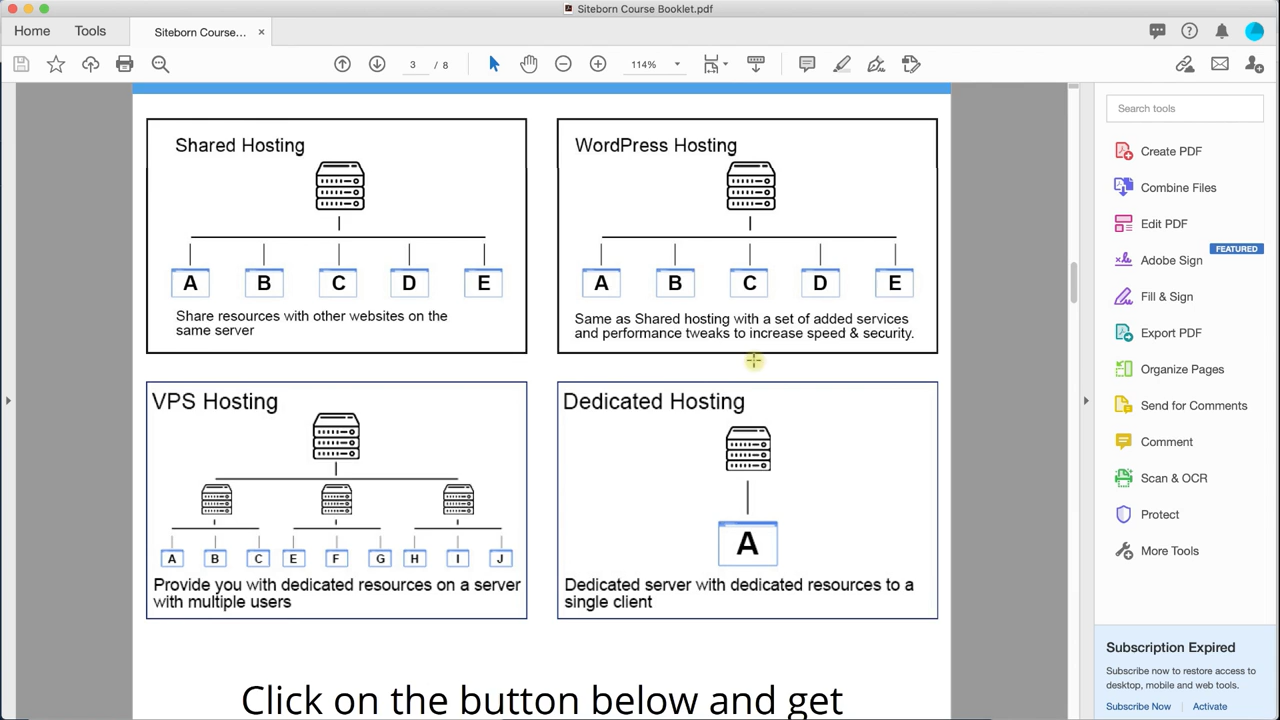 Siteborn Course Booklet.pdf
Home
Tools
Siteborn Course...
3 / 8
114%
Search tools
Create PDF
Combine Files
Edit PDF
FEATURED
Adobe Sign
Fill & Sign
Export PDF
Organize Pages
Send for Comments
Comment
Scan & OCR
Protect
More Tools
Subscription Expired
Subscribe now to restore access to
desktop, mobile and web tools.
Subscribe Now
Activate
Shared Hosting
A B C D E
Share resources with other websites on the
same server
WordPress Hosting
A B C D E
Same as Shared hosting with a set of added services
and performance tweaks to increase speed & security.
VPS Hosting
A B C E F G H I J
Provide you with dedicated resources on a server
with multiple users
Dedicated Hosting
A
Dedicated server with dedicated resources to a
single client
Click on the button below and get